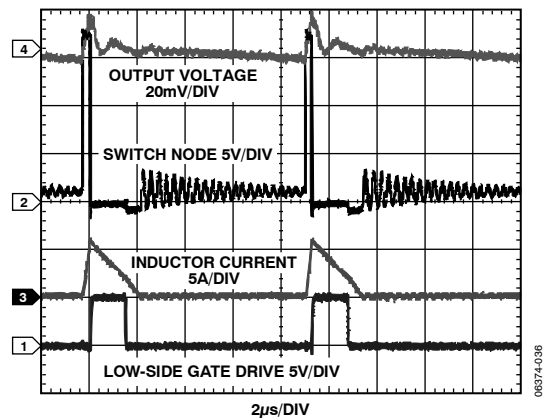 4
OUTPUT VOLTAGE
20mV/DIV
SWITCH NODE 5V/DIV
2
INDUCTOR CURRENT
5A/DIV
3
1
LOW-SIDE GATE DRIVE 5V/DIV
2µs/DIV
06374-036